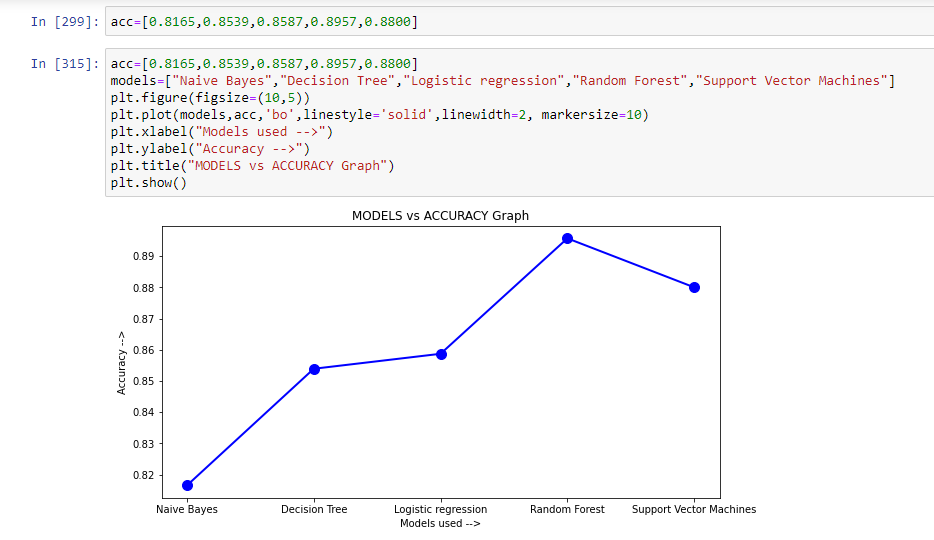 In [299]: acc=[0.8165,0.8539,0.8587,0.8957,0.8800]
In [315]: acc=[0.8165,0.8539,0.8587,0.8957,0.8800]
models=["Naive Bayes","Decision Tree","Logistic regression","Random Forest","Support Vector Machines"]
plt.figure(figsize=(10,5))
plt.plot(models,acc,'bo',linestyle='solid',linewidth=2, markersize=10)
plt.xlabel("Models used -->")
plt.ylabel("Accuracy -->")
plt.title("MODELS vs ACCURACY Graph")
plt.show()
MODELS vs ACCURACY Graph
Accuracy -->
0.89
0.88
0.87
0.86
0.85
0.84
0.83
0.82
Naive Bayes Decision Tree Logistic regression Random Forest Support Vector Machines
Models used -->